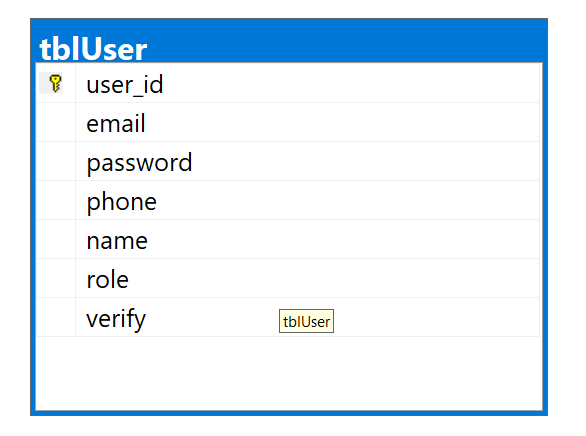 tblUser
user_id
email
password
phone
name
role
verify
tblUser